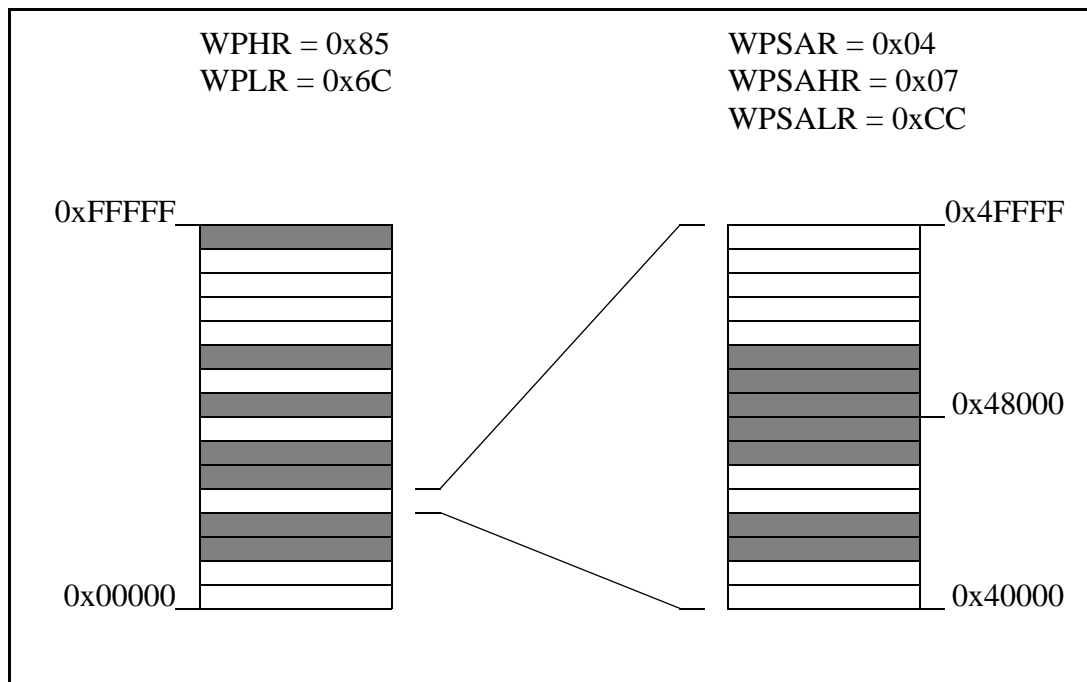 WPHR = 0x85
WPLR = 0x6C
WPSAR = 0x04
WPSAHR = 0x07
WPSALR = 0xCC
0xFFFFF
0x00000
0x4FFFF
0x48000
0x40000